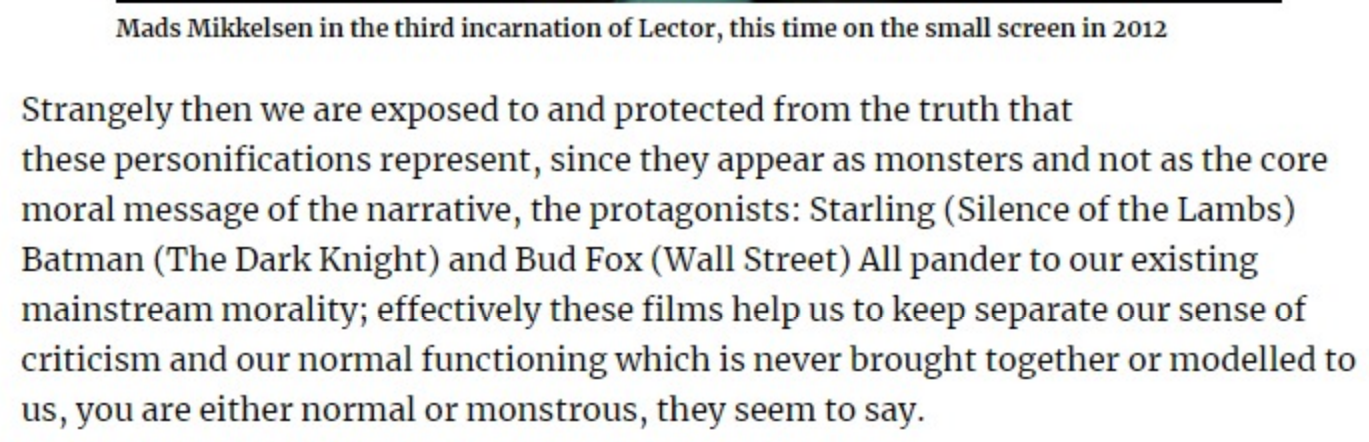 Mads Mikkelsen in the third incarnation of Lector, this time on the small screen in 2012
Strangely then we are exposed to and protected from the truth that
these personifications represent, since they appear as monsters and not as the core
moral message of the narrative, the protagonists: Starling (Silence of the Lambs)
Batman (The Dark Knight) and Bud Fox (Wall Street) All pander to our existing
mainstream morality; effectively these films help us to keep separate our sense of
criticism and our normal functioning which is never brought together or modelled to
us, you are either normal or monstrous, they seem to say.